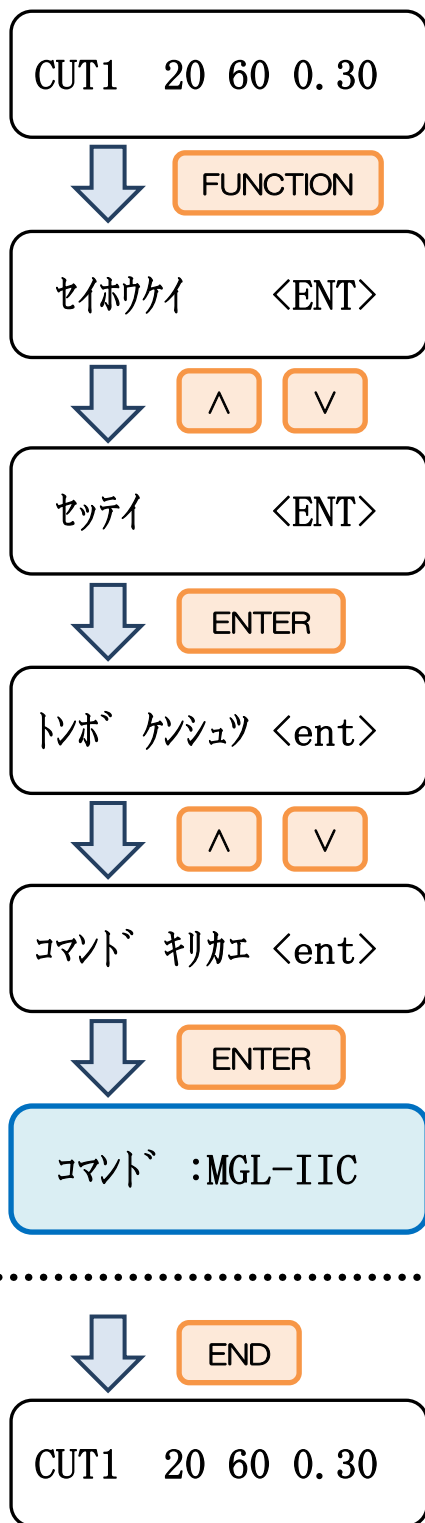 CUT1 20 60 0.30
FUNCTION
ｾｲﾎｳｹｲ <ENT>
∧ ∨
ｾｯﾃｲ <ENT>
ENTER
ﾄﾝﾎﾞ ｹﾝｼｭﾂ <ent>
∧ ∨
ｺﾏﾝﾄﾞ ｷﾘｶｴ <ent>
ENTER
ｺﾏﾝﾄﾞ :MGL-IIC
END
CUT1 20 60 0.30